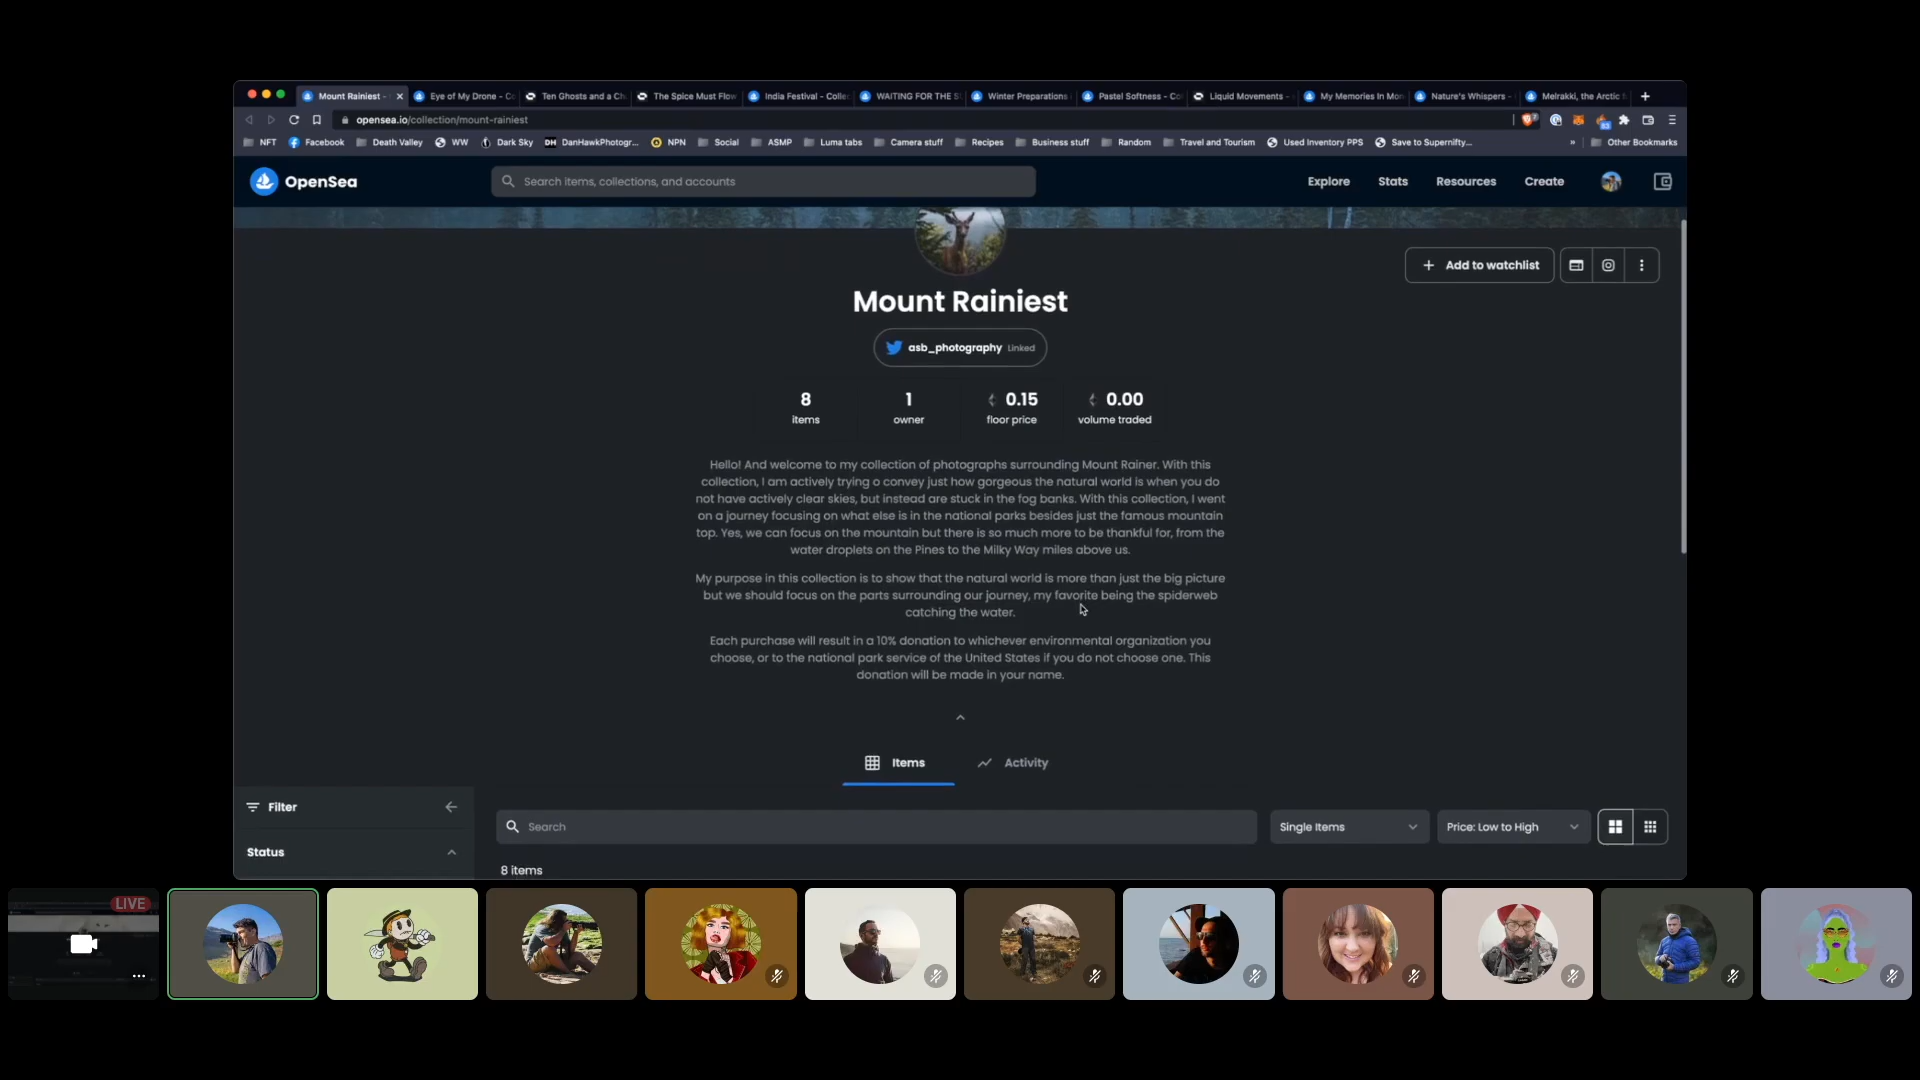 Mount Rainiest -
Eye of My Drone - Co
Ten Ghosts and a Ch
The Spice Must Flow
India Festival - Colle
WAITING FOR THE S
Winter Preparations
Pastel Softness - Co
Liquid Movements -
My Memories In Mon
Nature's Whispers -
Melrakki, the Arctic
opensea.io/collection/mount-rainiest
NFT
Facebook
Death Valley
WW
Dark Sky
DH DanHawkPhotogr...
NPN
Social
ASMP
Luma tabs
Camera stuff
Recipes
Business stuff
Random
Travel and Tourism
Used Inventory PPS
Save to Supernifty...
»
Other Bookmarks
OpenSea
Search items, collections, and accounts
Explore
Stats
Resources
Create
Add to watchlist
Mount Rainiest
asb_photography Linked
8
items
1
owner
0.15
floor price
0.00
volume traded
Hello! And welcome to my collection of photographs surrounding Mount Rainer. With this
collection, I am actively trying o convey just how gorgeous the natural world is when you do
not have actively clear skies, but instead are stuck in the fog banks. With this collection, I went
on a journey focusing on what else is in the national parks besides just the famous mountain
top. Yes, we can focus on the mountain but there is so much more to be thankful for, from the
water droplets on the Pines to the Milky Way miles above us.
My purpose in this collection is to show that the natural world is more than just the big picture
but we should focus on the parts surrounding our journey, my favorite being the spiderweb
catching the water.
Each purchase will result in a 10% donation to whichever environmental organization you
choose, or to the national park service of the United States if you do not choose one. This
donation will be made in your name.
Items
Activity
Filter
Status
Search
Single Items
Price: Low to High
8 items
LIVE